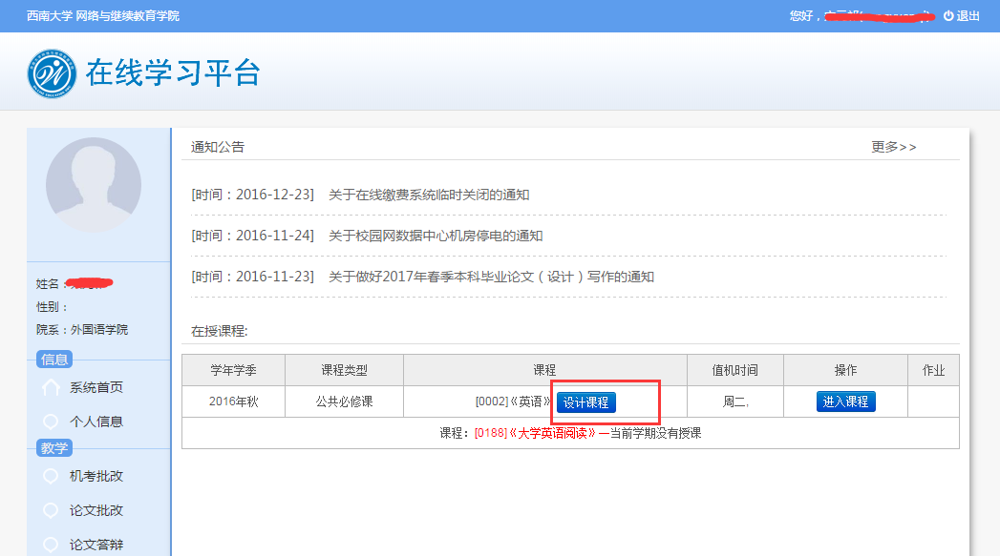 西南大学 网络与继续教育学院
您好，
退出
在线学习平台
通知公告
更多>>
[时间：2016-12-23] 关于在线缴费系统临时关闭的通知
[时间：2016-11-24] 关于校园网数据中心机房停电的通知
[时间：2016-11-23] 关于做好2017年春季本科毕业论文（设计）写作的通知
姓名：
性别：
院系：外国语学院
信息
系统首页
个人信息
教学
机考批改
论文批改
论文答辩
在授课程:
学年学季 课程类型 课程 值机时间 操作 作业
2016年秋 公共必修课 [0002]《英语》 设计课程 周二, 进入课程
课程：[0188]《大学英语阅读》—当前学期没有授课